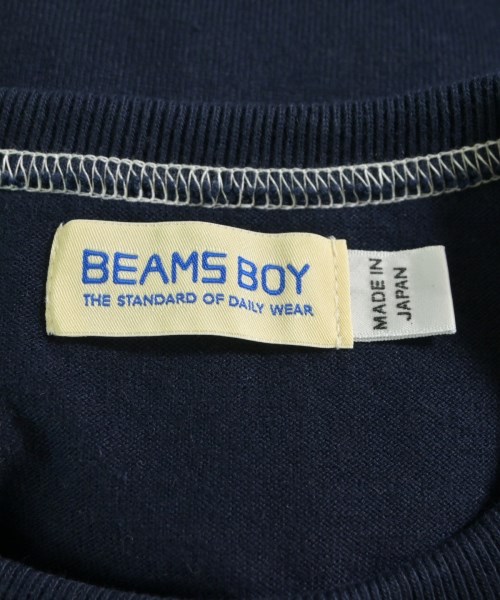 BEAMS BOY
THE STANDARD OF DAILY WEAR
MADE IN
JAPAN